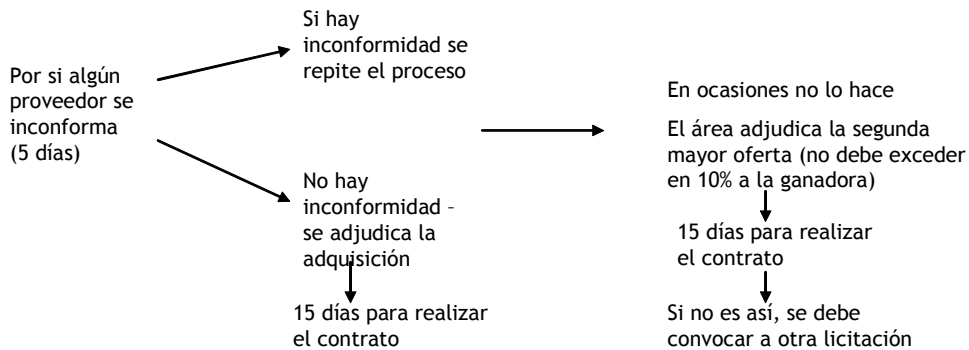 Por si algún
proveedor se
inconforma
(5 días)
Si hay
inconformidad se
repite el proceso
No hay
inconformidad –
se adjudica la
adquisición
15 días para realizar
el contrato
En ocasiones no lo hace
El área adjudica la segunda
mayor oferta (no debe exceder
en 10% a la ganadora)
15 días para realizar
el contrato
Si no es así, se debe
convocar a otra licitación